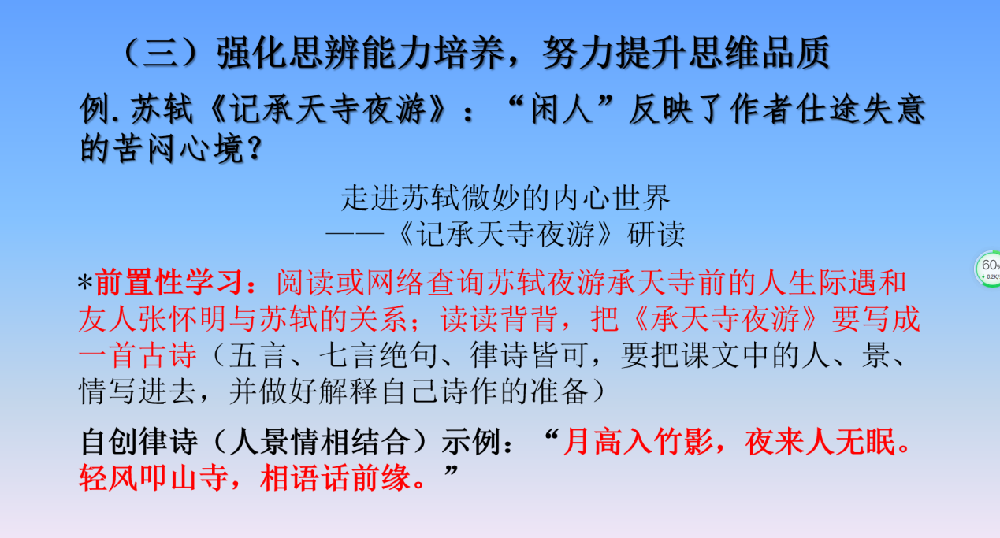 （三）强化思辨能力培养，努力提升思维品质
例.苏轼《记承天寺夜游》：“闲人”反映了作者仕途失意
的苦闷心境？
走进苏轼微妙的内心世界
——《记承天寺夜游》研读
*前置性学习：阅读或网络查询苏轼夜游承天寺前的人生际遇和
友人张怀明与苏轼的关系；读读背背，把《承天寺夜游》要写成
一首古诗（五言、七言绝句、律诗皆可，要把课文中的人、景、
情写进去，并做好解释自己诗作的准备）
自创律诗（人景情相结合）示例：“月高入竹影，夜来人无眠。
轻风叩山寺，相语话前缘。”
60%
0.2K/